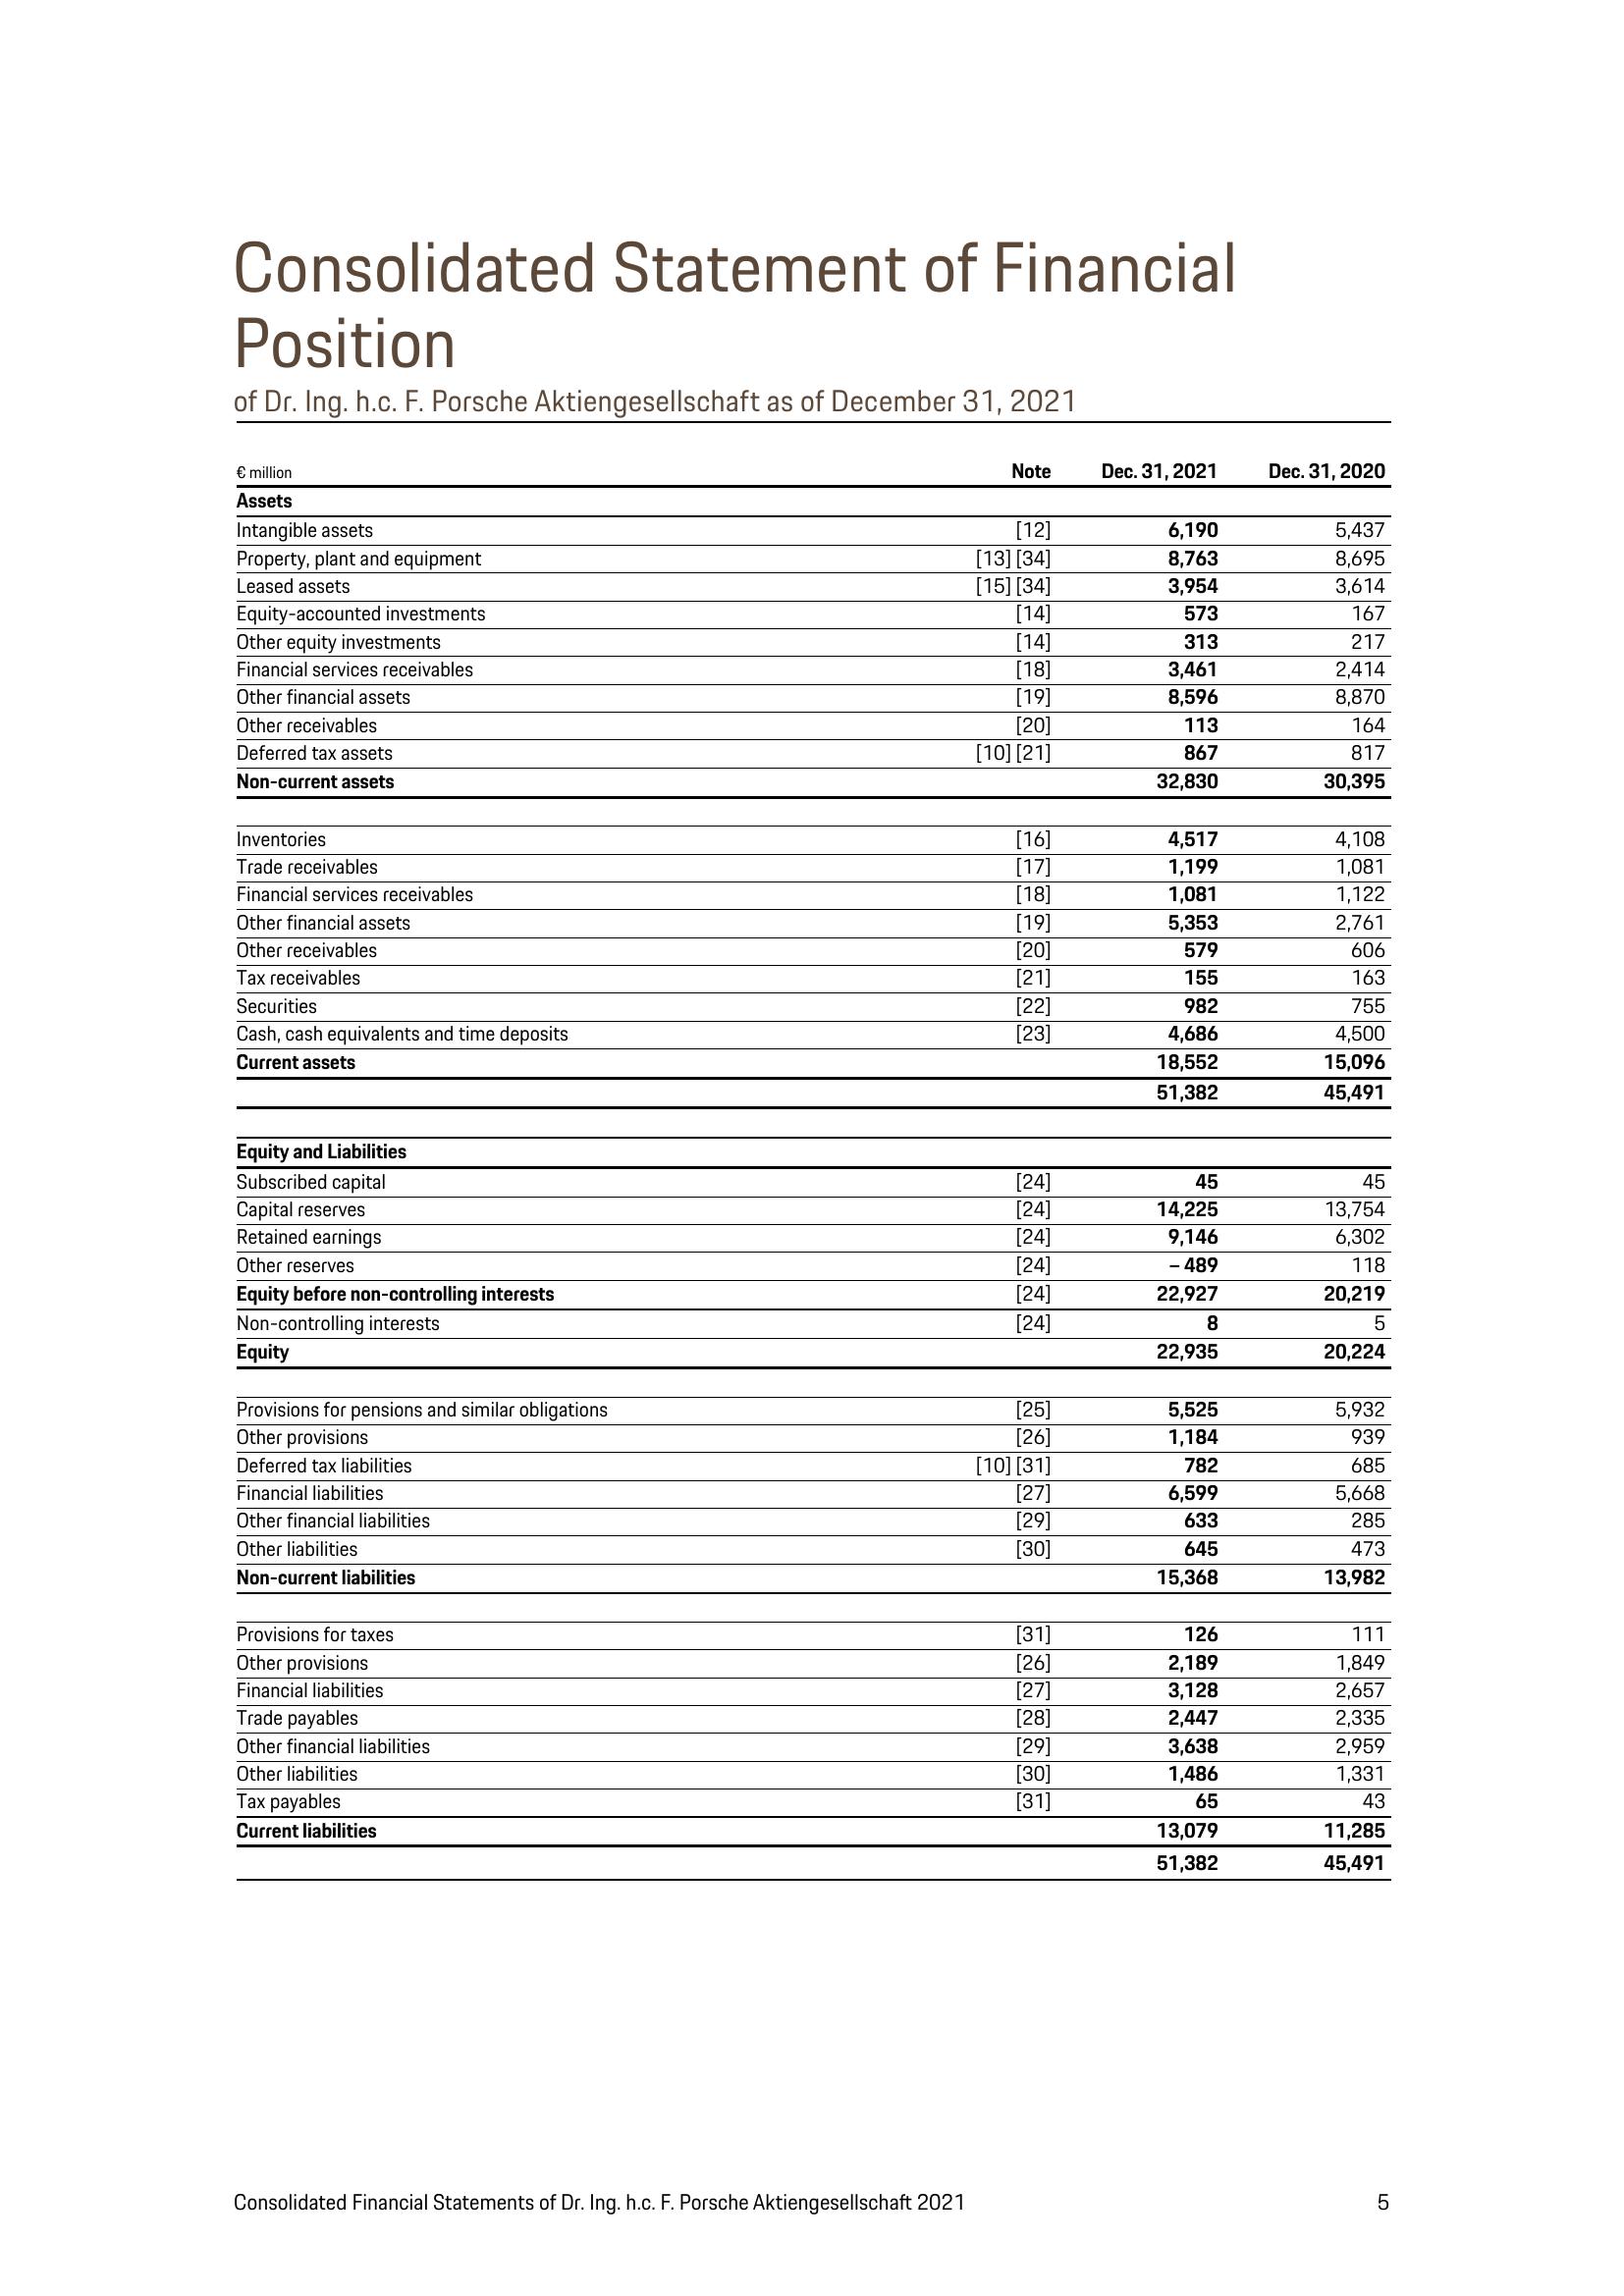 Consolidated Statement of Financial
Position
of Dr. Ing. h.c. F. Porsche Aktiengesellschaft as of December 31, 2021
€ million Note Dec. 31, 2021 Dec. 31, 2020
Assets
Intangible assets [12] 6,190 5,437
Property, plant and equipment [13] [34] 8,763 8,695
Leased assets [15] [34] 3,954 3,614
Equity-accounted investments [14] 573 167
Other equity investments [14] 313 217
Financial services receivables [18] 3,461 2,414
Other financial assets [19] 8,596 8,870
Other receivables [20] 113 164
Deferred tax assets [10] [21] 867 817
Non-current assets 32,830 30,395
Inventories [16] 4,517 4,108
Trade receivables [17] 1,199 1,081
Financial services receivables [18] 1,081 1,122
Other financial assets [19] 5,353 2,761
Other receivables [20] 579 606
Tax receivables [21] 155 163
Securities [22] 982 755
Cash, cash equivalents and time deposits [23] 4,686 4,500
Current assets 18,552 15,096
51,382 45,491
Equity and Liabilities
Subscribed capital [24] 45 45
Capital reserves [24] 14,225 13,754
Retained earnings [24] 9,146 6,302
Other reserves [24] – 489 118
Equity before non-controlling interests [24] 22,927 20,219
Non-controlling interests [24] 8 5
Equity 22,935 20,224
Provisions for pensions and similar obligations [25] 5,525 5,932
Other provisions [26] 1,184 939
Deferred tax liabilities [10] [31] 782 685
Financial liabilities [27] 6,599 5,668
Other financial liabilities [29] 633 285
Other liabilities [30] 645 473
Non-current liabilities 15,368 13,982
Provisions for taxes [31] 126 111
Other provisions [26] 2,189 1,849
Financial liabilities [27] 3,128 2,657
Trade payables [28] 2,447 2,335
Other financial liabilities [29] 3,638 2,959
Other liabilities [30] 1,486 1,331
Tax payables [31] 65 43
Current liabilities 13,079 11,285
51,382 45,491
Consolidated Financial Statements of Dr. Ing. h.c. F. Porsche Aktiengesellschaft 2021 5